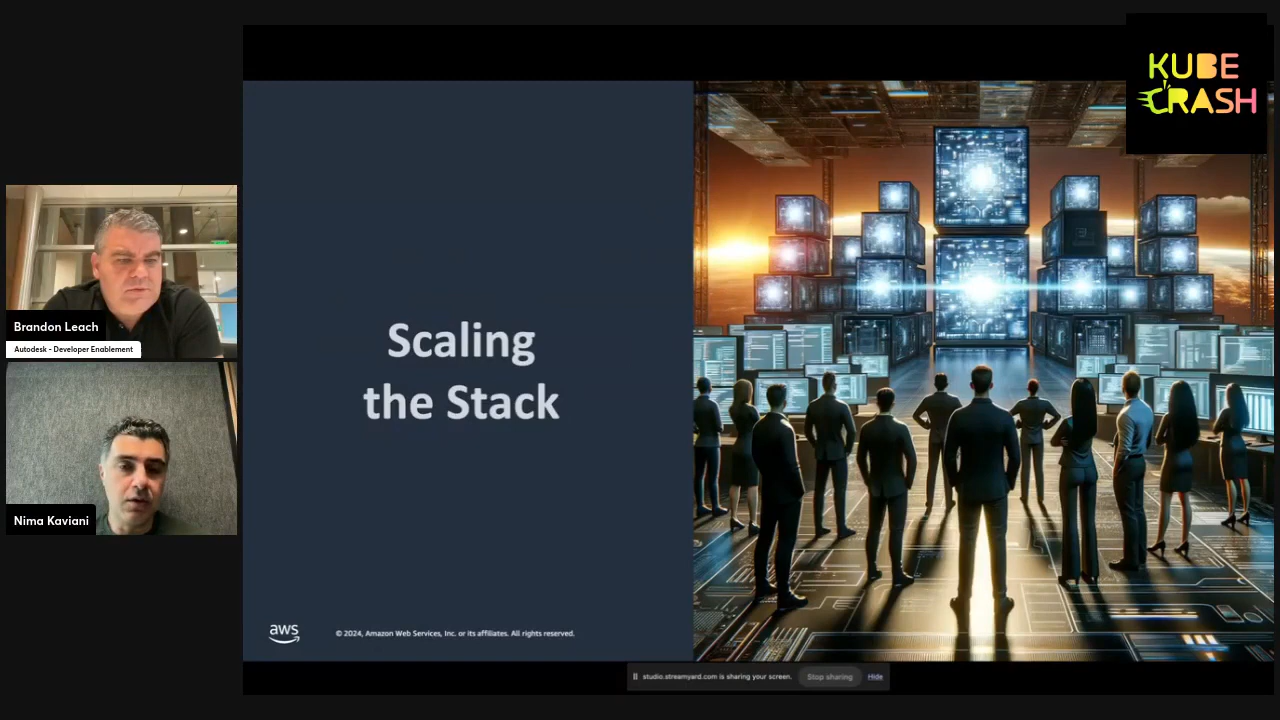 KUBE
CRASH
Scaling
the Stack
Brandon Leach
Autodesk - Developer Enablement
Nima Kaviani
aws
© 2024, Amazon Web Services, Inc. or its affiliates. All rights reserved.
studio.streamyard.com is sharing your screen.
Stop sharing
Hide